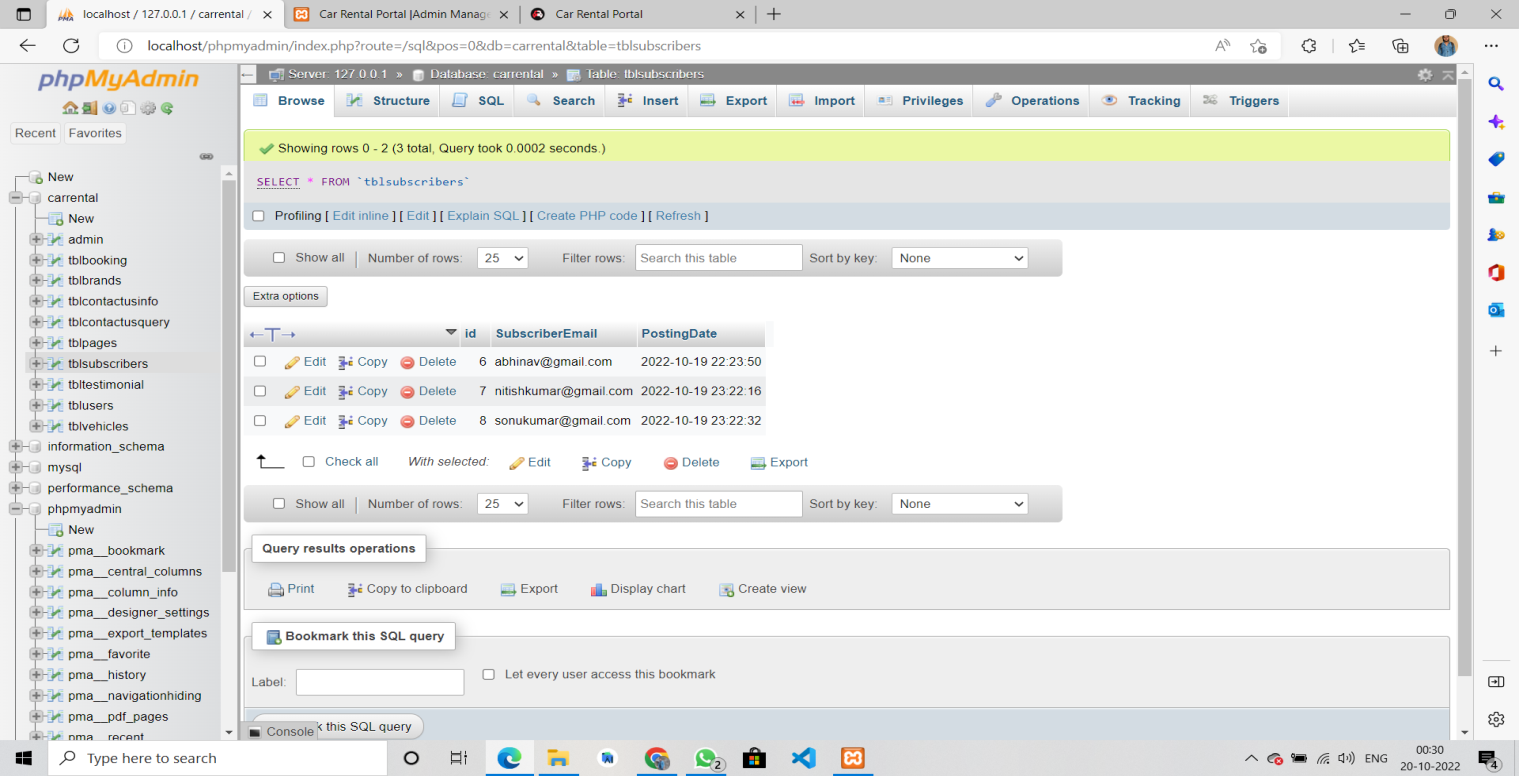 localhost / 127.0.0.1 / carrental /
Car Rental Portal |Admin Manage
Car Rental Portal
localhost/phpmyadmin/index.php?route=/sql&pos=0&db=carrental&table=tblsubscribers
phpMyAdmin
Recent Favorites
New
carrental
New
admin
tblbooking
tblbrands
tblcontactusinfo
tblcontactusquery
tblpages
tblsubscribers
tbltestimonial
tblusers
tblvehicles
information_schema
mysql
performance_schema
phpmyadmin
New
pma__bookmark
pma__central_columns
pma__column_info
pma__designer_settings
pma__export_templates
pma__favorite
pma__history
pma__navigationhiding
pma__pdf_pages
pma__recent
Server: 127.0.0.1 » Database: carrental » Table: tblsubscribers
Browse Structure SQL Search Insert Export Import Privileges Operations Tracking Triggers
Showing rows 0 - 2 (3 total, Query took 0.0002 seconds.)
SELECT * FROM `tblsubscribers`
Profiling [ Edit inline ] [ Edit ] [ Explain SQL ] [ Create PHP code ] [ Refresh ]
Show all Number of rows: 25 Filter rows: Search this table Sort by key: None
Extra options
id SubscriberEmail PostingDate
Edit Copy Delete 6 abhinav@gmail.com 2022-10-19 22:23:50
Edit Copy Delete 7 nitishkumar@gmail.com 2022-10-19 23:22:16
Edit Copy Delete 8 sonukumar@gmail.com 2022-10-19 23:22:32
Check all With selected: Edit Copy Delete Export
Show all Number of rows: 25 Filter rows: Search this table Sort by key: None
Query results operations
Print Copy to clipboard Export Display chart Create view
Bookmark this SQL query
Label: Let every user access this bookmark
Console k this SQL query
Type here to search
2
ENG
00:30
20-10-2022
4